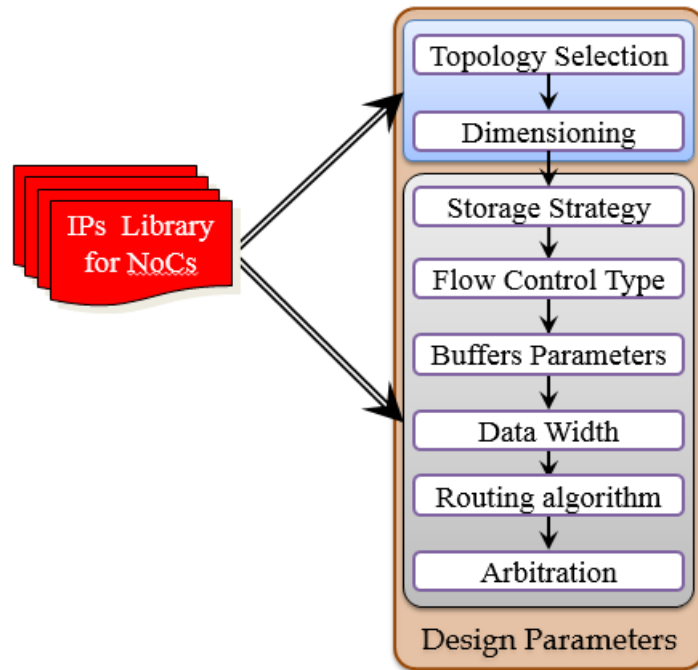 IPs Library
for NoCs
Topology Selection
Dimensioning
Storage Strategy
Flow Control Type
Buffers Parameters
Data Width
Routing algorithm
Arbitration
Design Parameters